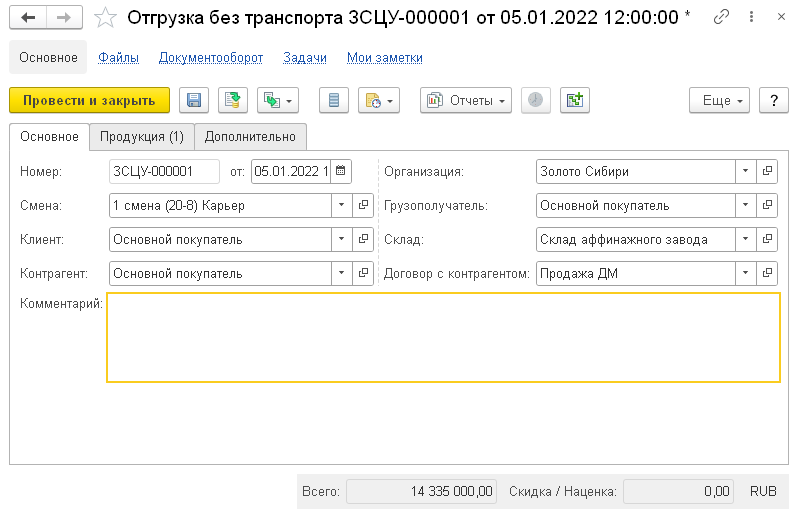 Отгрузка без транспорта ЗСЦУ-000001 от 05.01.2022 12:00:00 *
Основное Файлы Документооборот Задачи Мои заметки
Провести и закрыть Отчеты Еще ?
Основное Продукция (1) Дополнительно
Номер: ЗСЦУ-000001 от: 05.01.2022 1 Организация: Золото Сибири
Смена: 1 смена (20-8) Карьер Грузополучатель: Основной покупатель
Клиент: Основной покупатель Склад: Склад аффинажного завода
Контрагент: Основной покупатель Договор с контрагентом: Продажа ДМ
Комментарий:
Всего: 14 335 000,00 Скидка / Наценка: 0,00 RUB